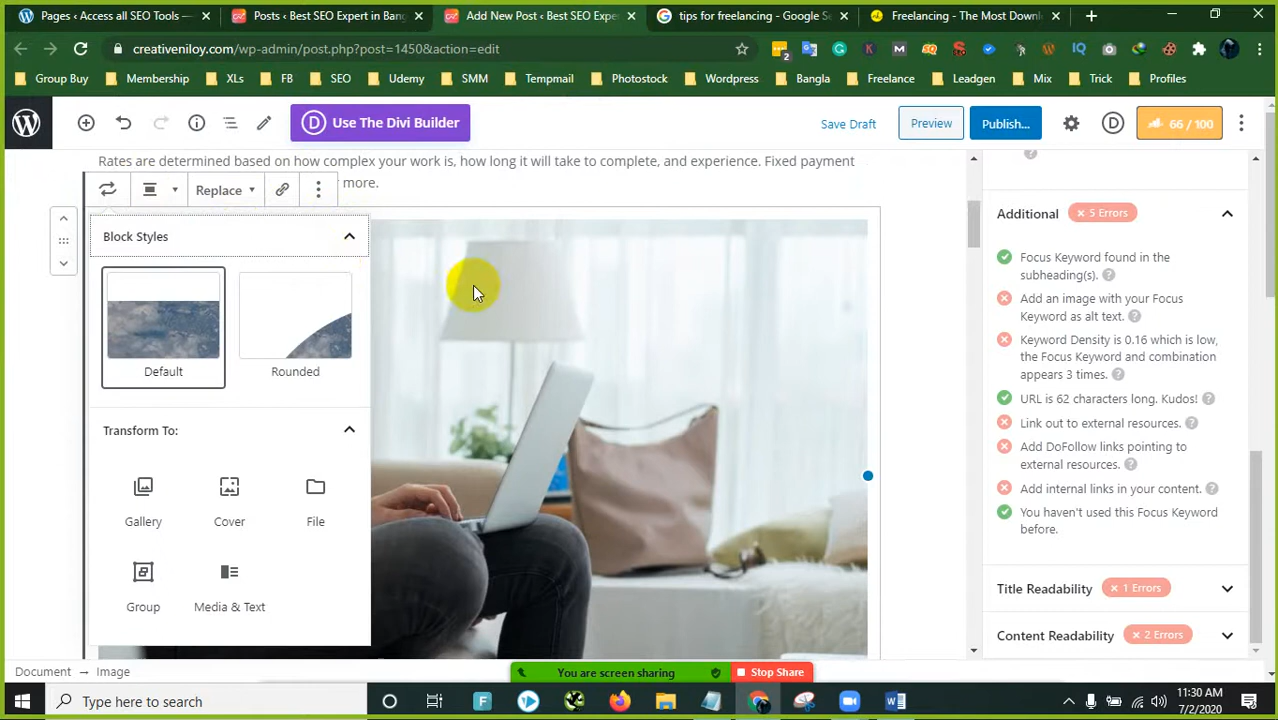 Pages ‹ Access all SEO Tools —
Posts ‹ Best SEO Expert in Bang
Add New Post ‹ Best SEO Expe
tips for freelancing - Google Se
Freelancing - The Most Downl
creativeniloy.com/wp-admin/post.php?post=1450&action=edit
Group Buy
Membership
XLs
FB
SEO
Udemy
SMM
Tempmail
Photostock
Wordpress
Bangla
Freelance
Leadgen
Mix
Trick
Profiles
Use The Divi Builder
Save Draft
Preview
Publish...
66 / 100
Rates are determined based on how complex your work is, how long it will take to complete, and experience. Fixed payment
more.
Replace
Block Styles
Default
Rounded
Transform To:
Gallery
Cover
File
Group
Media & Text
Additional
× 5 Errors
Focus Keyword found in the
subheading(s).
Add an image with your Focus
Keyword as alt text.
Keyword Density is 0.16 which is low,
the Focus Keyword and combination
appears 3 times.
URL is 62 characters long. Kudos!
Link out to external resources.
Add DoFollow links pointing to
external resources.
Add internal links in your content.
You haven't used this Focus Keyword
before.
Title Readability
× 1 Errors
Content Readability
× 2 Errors
Document → Image
You are screen sharing
Stop Share
Type here to search
11:30 AM
7/2/2020